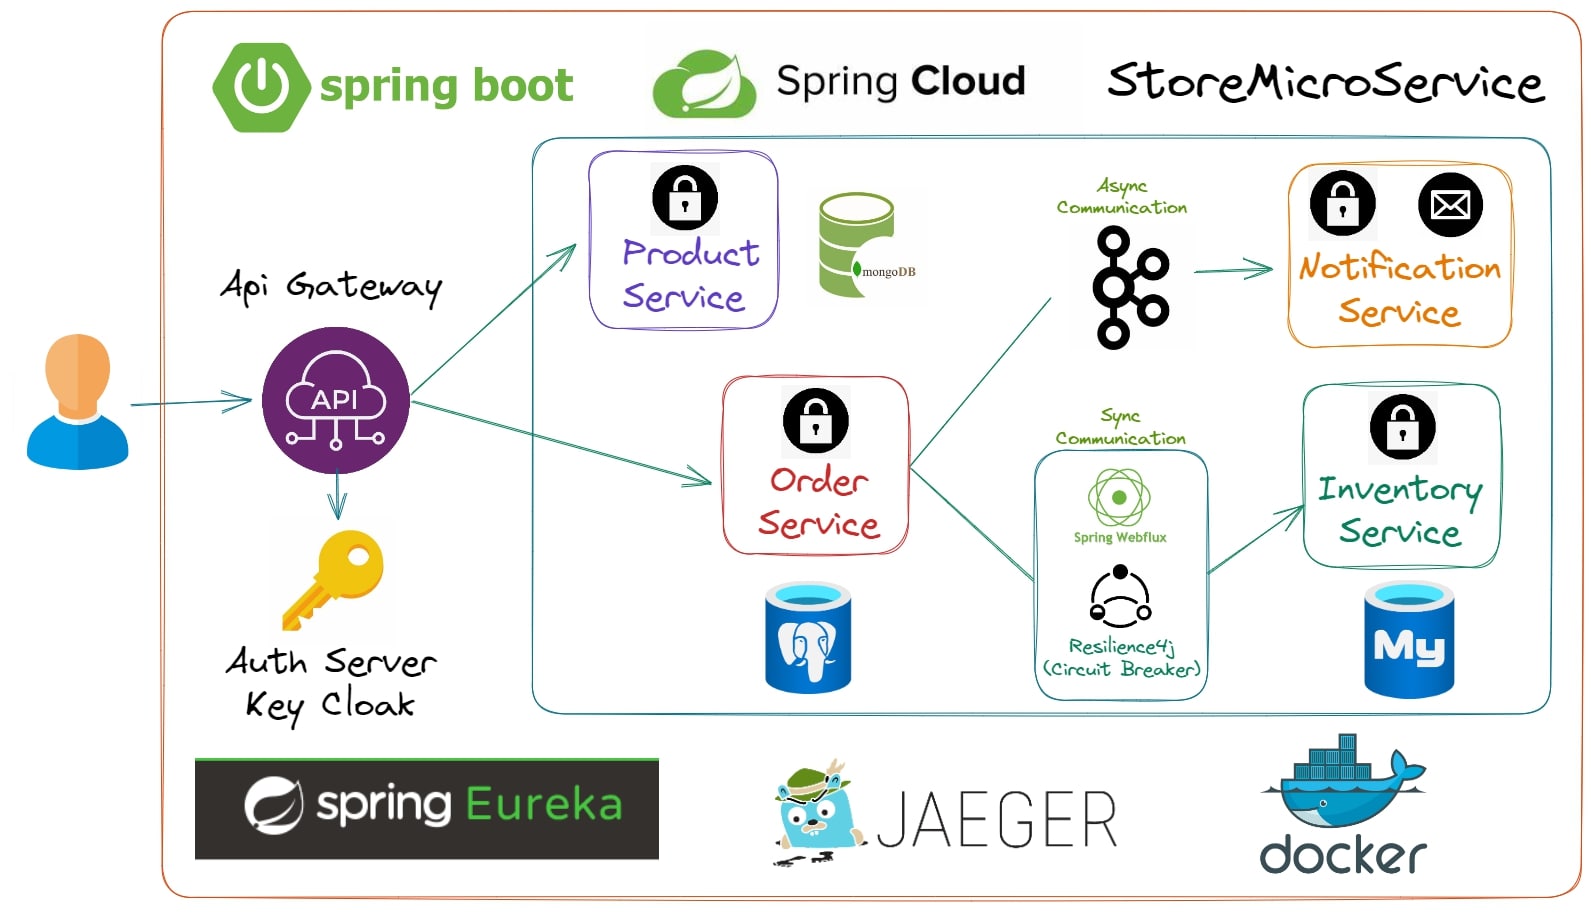 spring boot
Spring Cloud
StoreMicroService
Product
Service
mongoDB
Async
Communication
Notification
Service
Api Gateway
API
Order
Service
Sync
Communication
Spring Webflux
Resilience4j
(Circuit Breaker)
Inventory
Service
My
Auth Server
Key Cloak
spring Eureka
JAEGER
docker